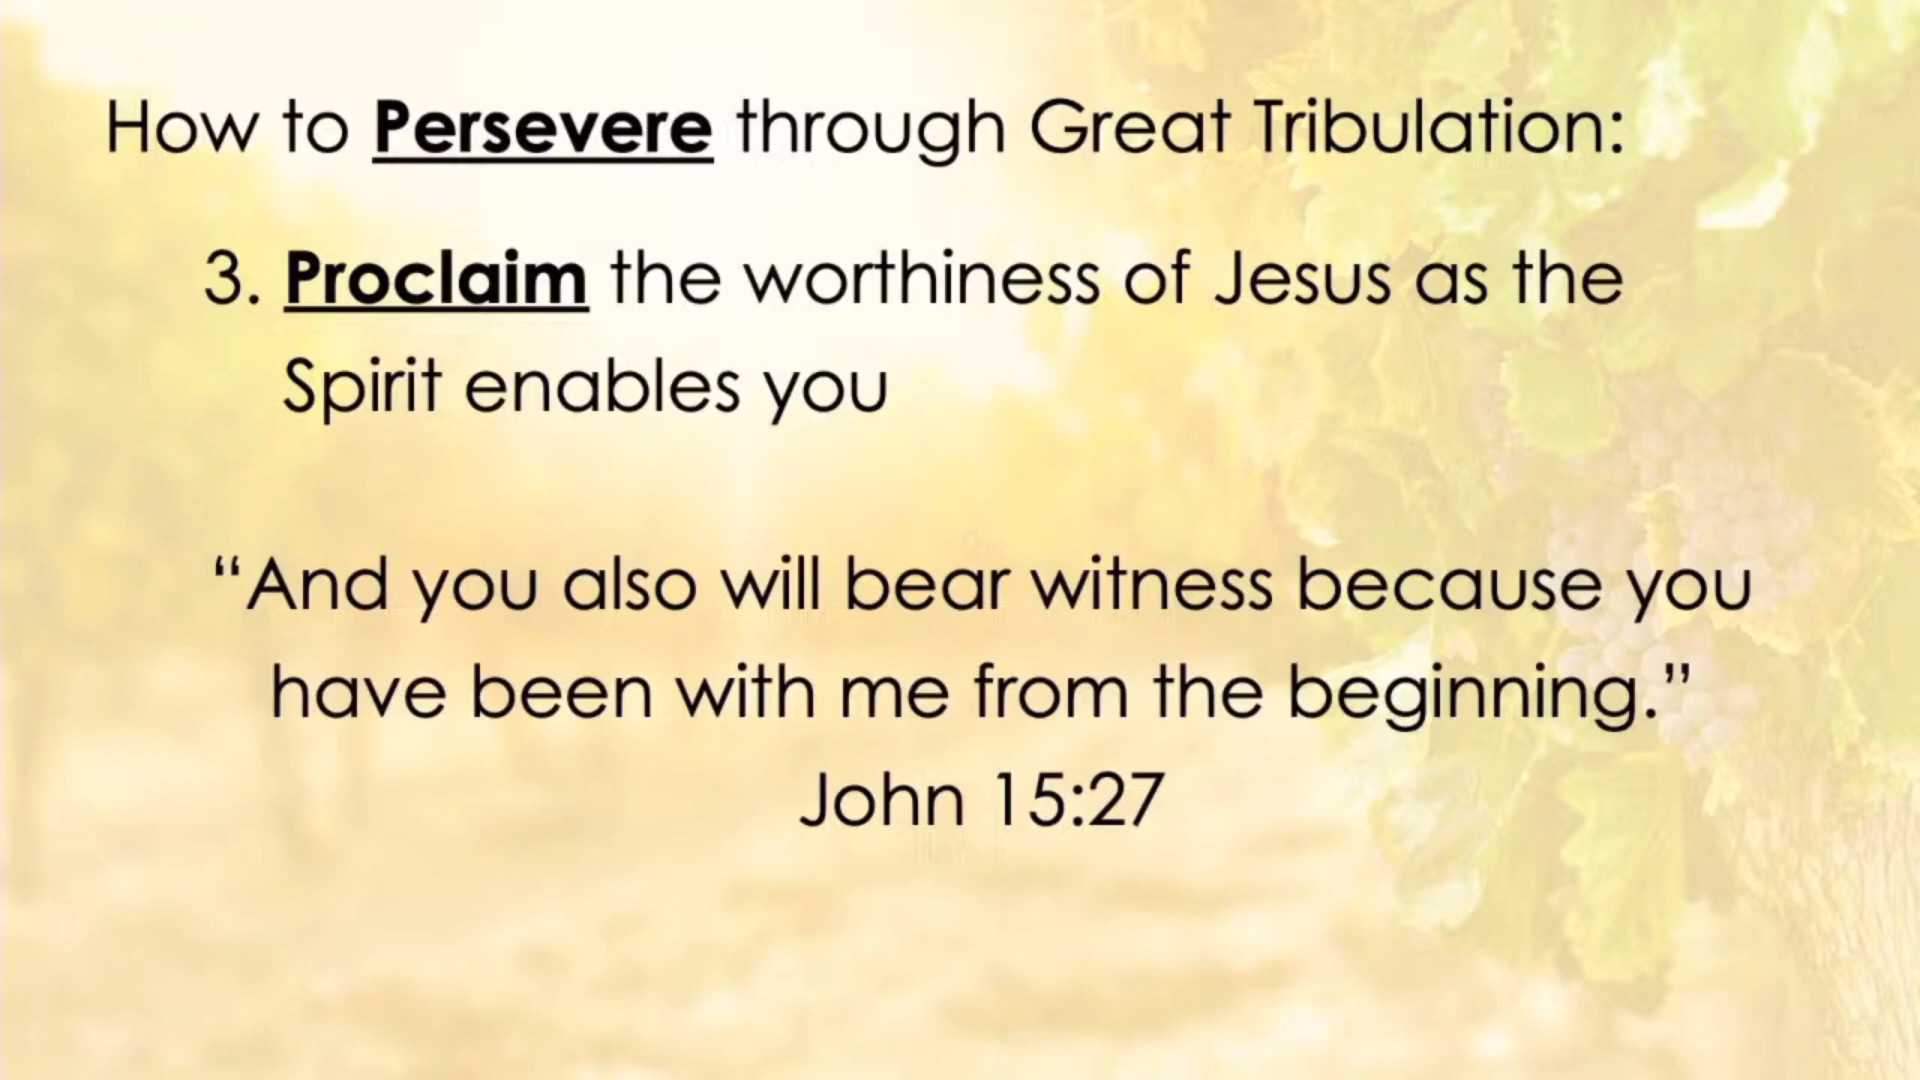 How to Persevere through Great Tribulation:
3. Proclaim the worthiness of Jesus as the
Spirit enables you
“And you also will bear witness because you
have been with me from the beginning.”
John 15:27